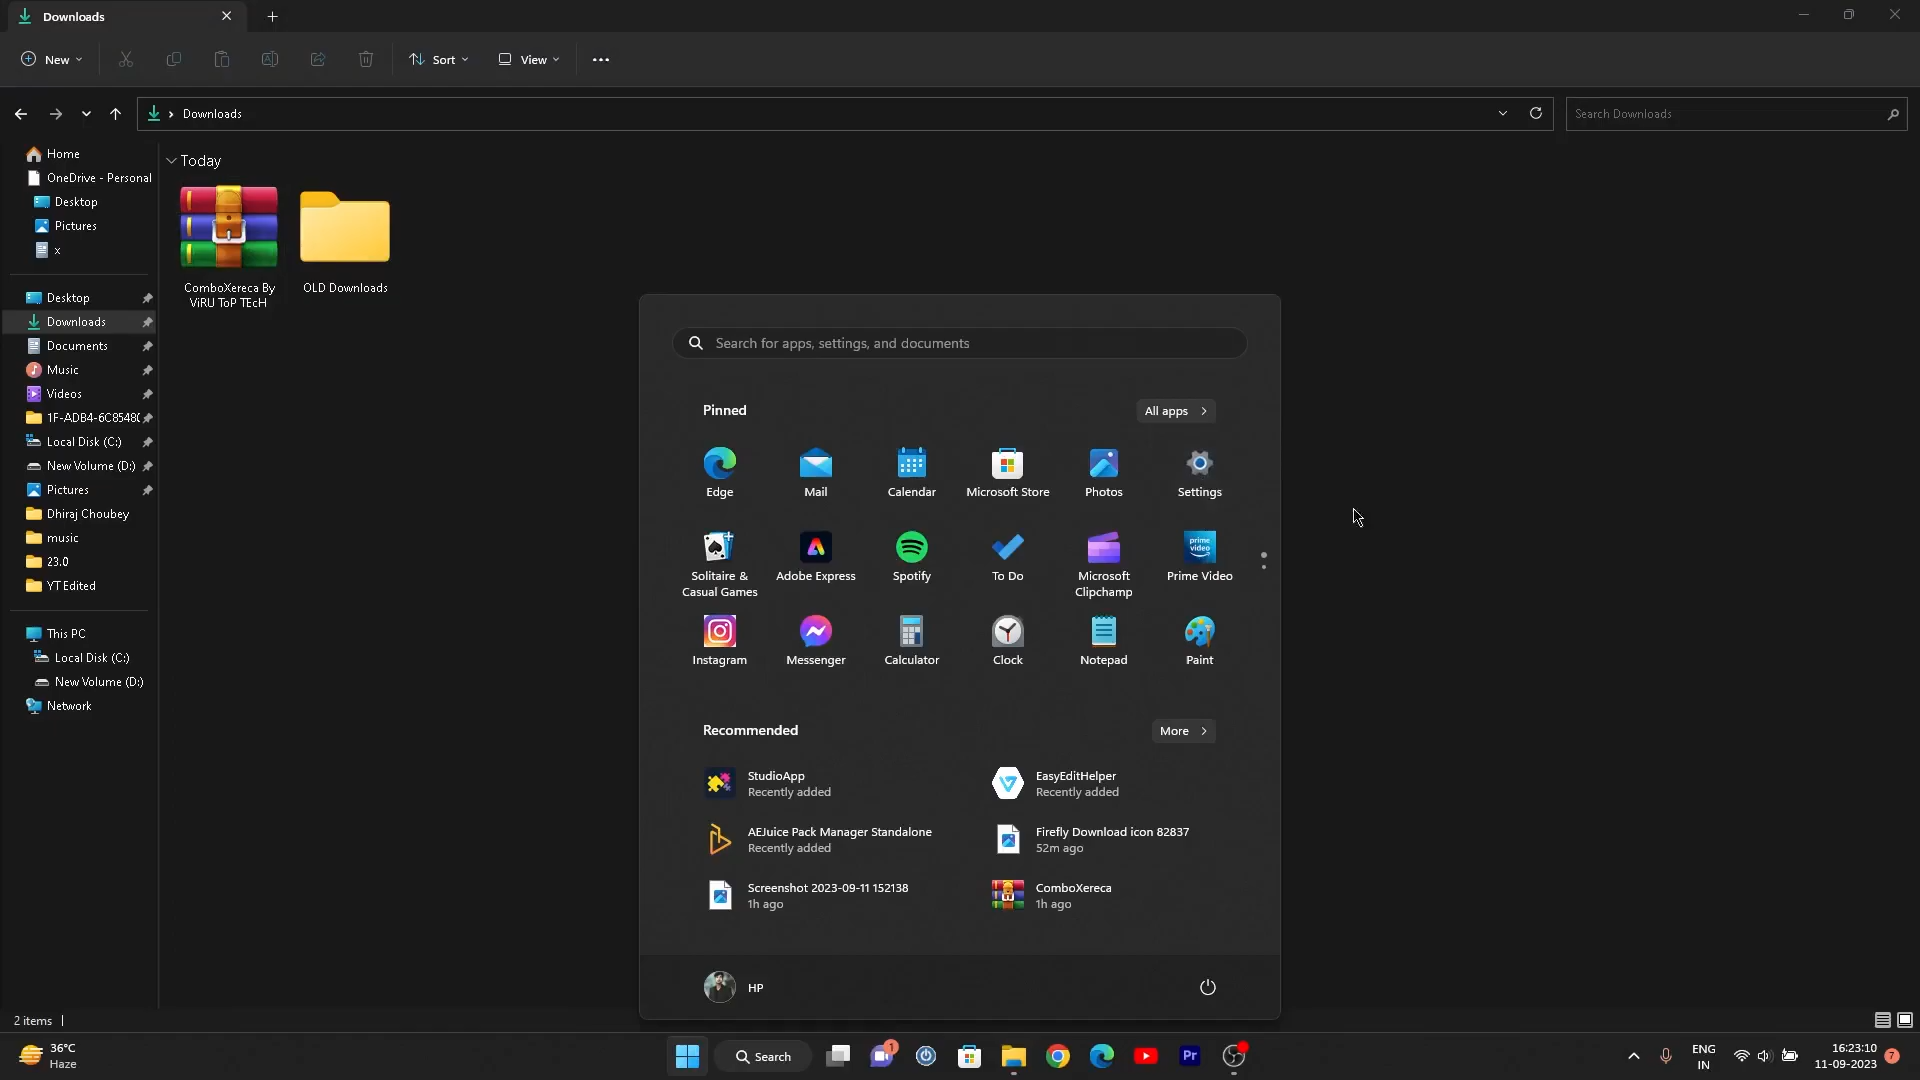 Downloads
New
Sort
View
Downloads
Search Downloads
Home
OneDrive - Personal
Desktop
Pictures
x
Desktop
Downloads
Documents
Music
Videos
1F-ADB4-6C8548(
Local Disk (C:)
New Volume (D:)
Pictures
Dhiraj Choubey
music
23.0
YT Edited
This PC
Local Disk (C:)
New Volume (D:)
Network
Today
ComboXereca By
ViRU ToP TEcH
OLD Downloads
Search for apps, settings, and documents
Pinned
All apps
Edge
Mail
Calendar
Microsoft Store
Photos
Settings
prime
video
Solitaire &
Casual Games
Adobe Express
Spotify
To Do
Microsoft
Clipchamp
Prime Video
Instagram
Messenger
Calculator
Clock
Notepad
Paint
Recommended
More
StudioApp
Recently added
EasyEditHelper
Recently added
AEJuice Pack Manager Standalone
Recently added
Firefly Download icon 82837
52m ago
Screenshot 2023-09-11 152138
1h ago
ComboXereca
1h ago
HP
2 items
36°C
Haze
Search
1
Pr
ENG
IN
16:23:10
11-09-2023
7